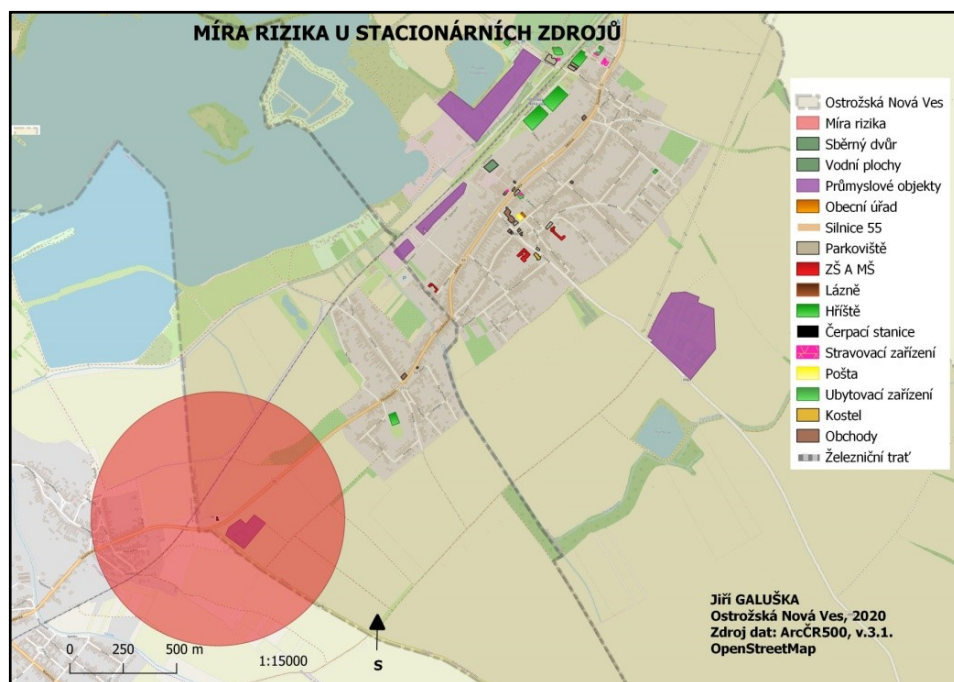 MÍRA RIZIKA U STACIONÁRNÍCH ZDROJŮ
Ostrožská Nová Ves
Míra rizika
Sběrný dvůr
Vodní plochy
Průmyslové objekty
Obecní úřad
Silnice 55
Parkoviště
ZŠ A MŠ
Lázně
Hříště
Čerpací stanice
Stravovací zařízení
Pošta
Ubytovací zařízení
Kostel
Obchody
Železniční trať
Jiří GALUŠKA
Ostrožská Nová Ves, 2020
Zdroj dat: ArcČR500, v.3.1.
OpenStreetMap
0 250 500 m
1:15000
S